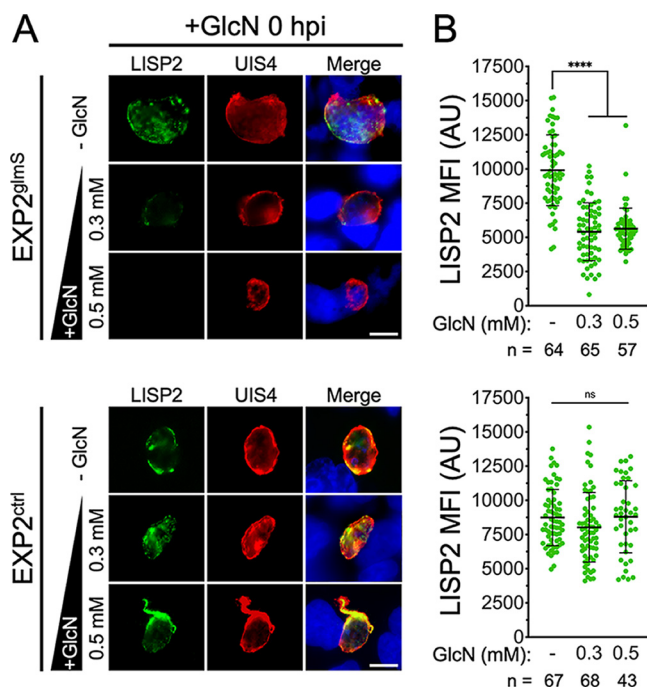 A
+GlcN 0 hpi
LISP2 UIS4 Merge
EXP2glmS
- GlcN
0.3 mM
0.5 mM
+GlcN
LISP2 UIS4 Merge
EXP2ctrl
- GlcN
0.3 mM
0.5 mM
+GlcN
B
****
LISP2 MFI (AU)
17500
15000
12500
10000
7500
5000
2500
0
GlcN (mM): - 0.3 0.5
n = 64 65 57
ns
LISP2 MFI (AU)
17500
15000
12500
10000
7500
5000
2500
0
GlcN (mM): - 0.3 0.5
n = 67 68 43